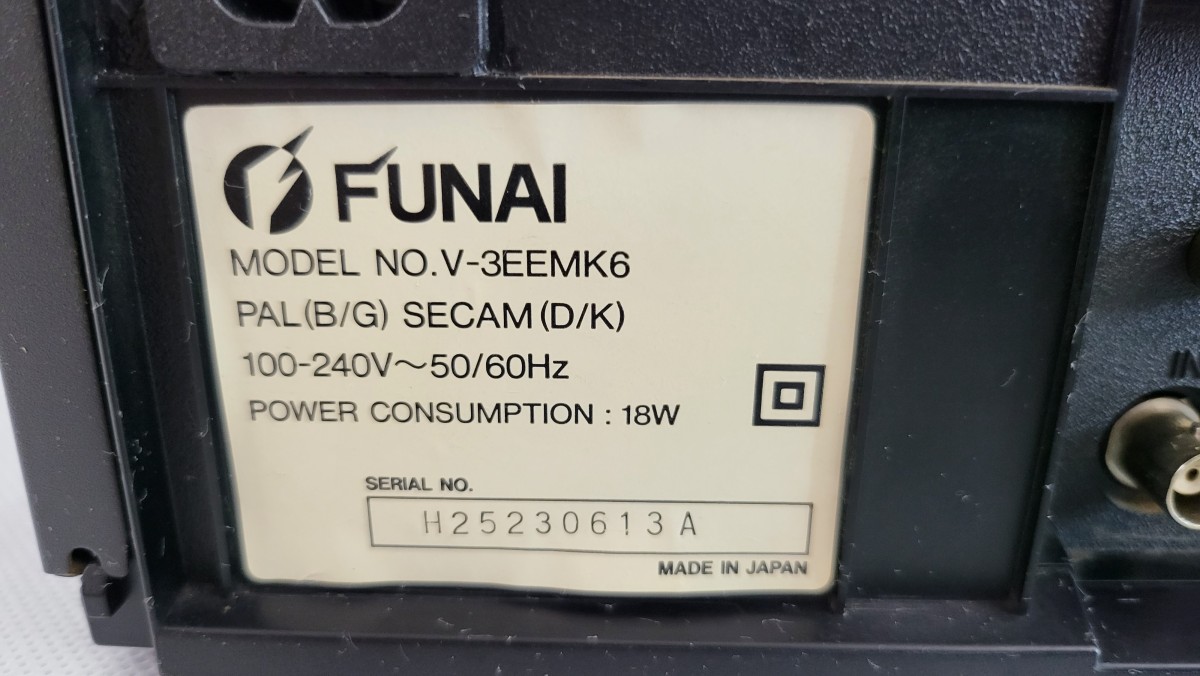 FUNAI
MODEL NO.V-3EEMK6
PAL(B/G) SECAM(D/K)
100-240V～50/60Hz
POWER CONSUMPTION : 18W
SERIAL NO.
H25230613A
MADE IN JAPAN